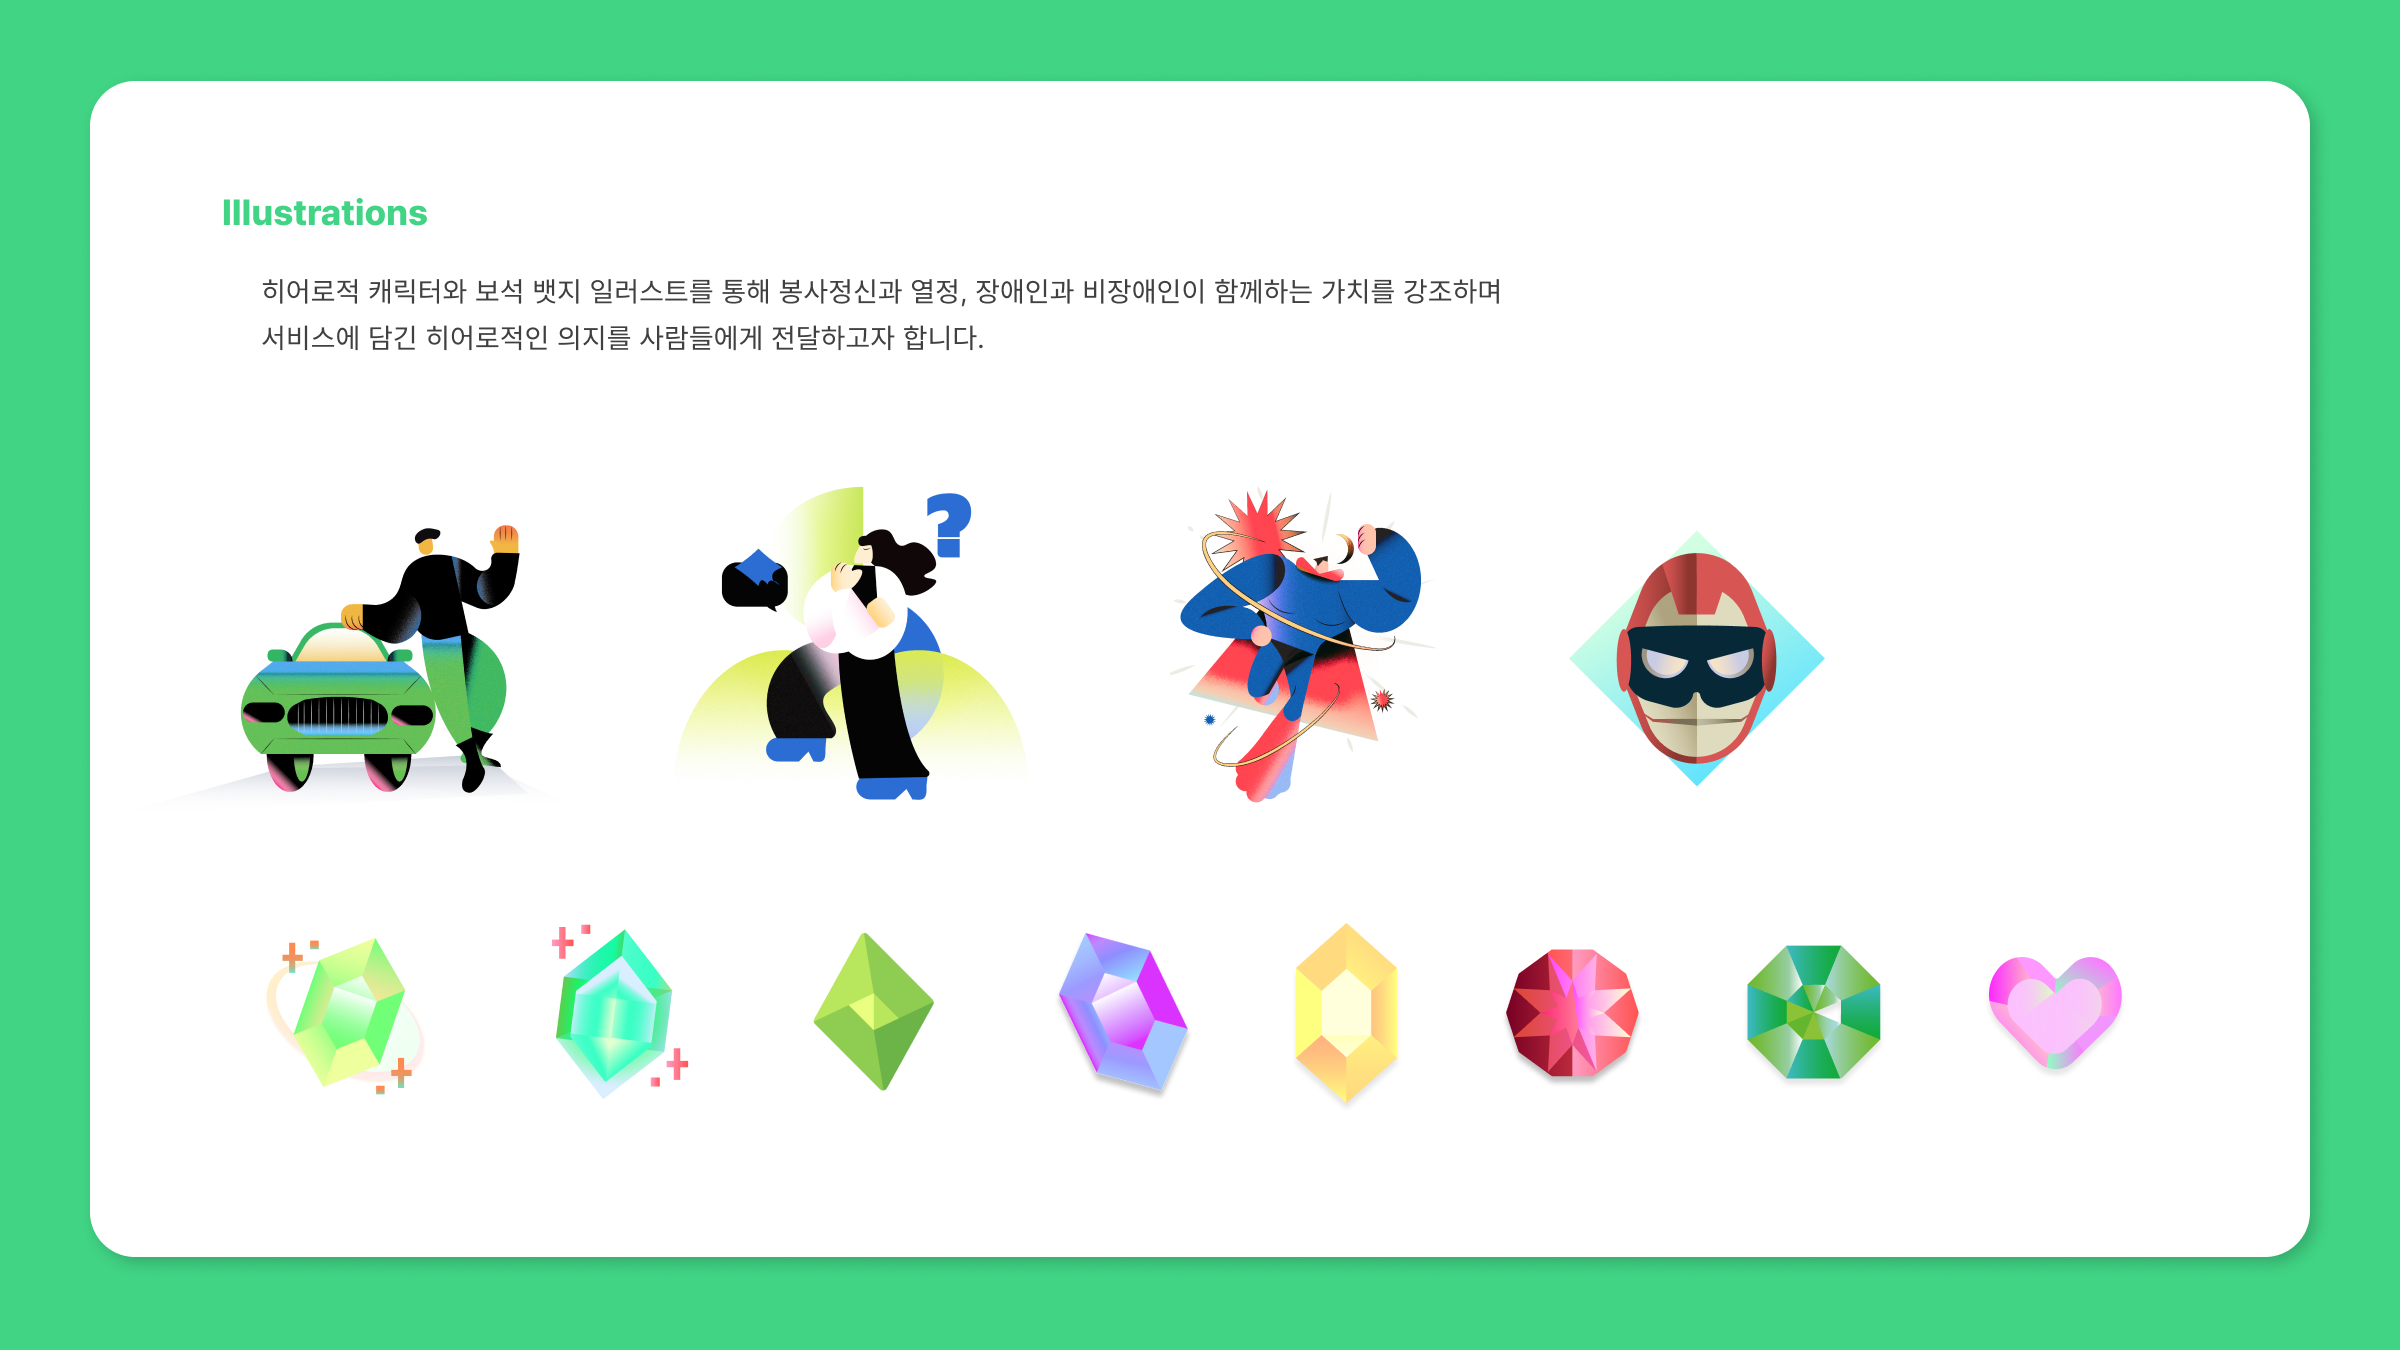 Illustrations
히어로적 캐릭터와 보석 뱃지 일러스트를 통해 봉사정신과 열정, 장애인과 비장애인이 함께하는 가치를 강조하며
서비스에 담긴 히어로적인 의지를 사람들에게 전달하고자 합니다.
?